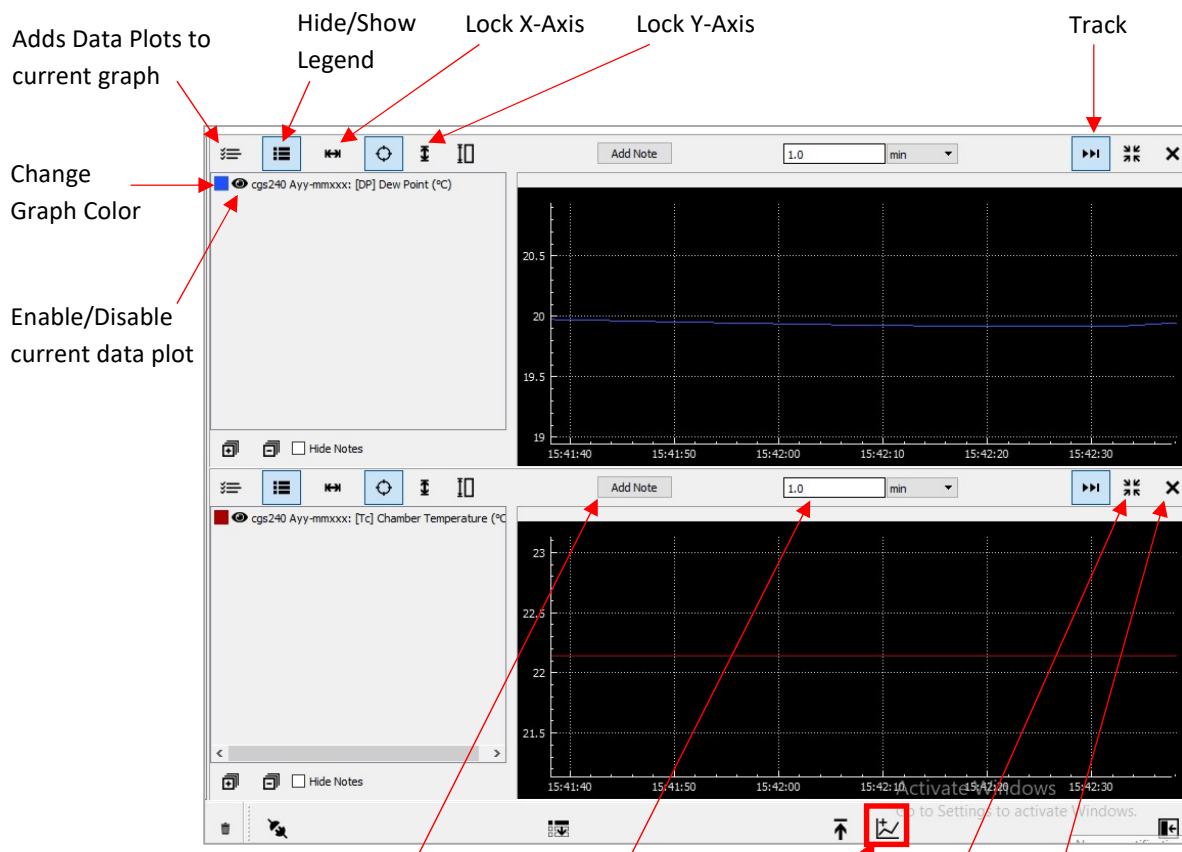 Adds Data Plots to
current graph
Hide/Show
Legend
Lock X-Axis
Lock Y-Axis
Track
Change
Graph Color
Enable/Disable
current data plot
Add Note
1.0
min
cgs240 Ayy-mmxxx: [DP] Dew Point (°C)
20.5
20
19.5
19
15:41:40
15:41:50
15:42:00
15:42:10
15:42:20
15:42:30
Hide Notes
Add Note
1.0
min
cgs240 Ayy-mmxxx: [Tc] Chamber Temperature (°C
23
22.5
22
21.5
15:41:40
15:41:50
15:42:00
15:42:10
15:42:20
15:42:30
Hide Notes
Activate Windows
Go to Settings to activate Windows.